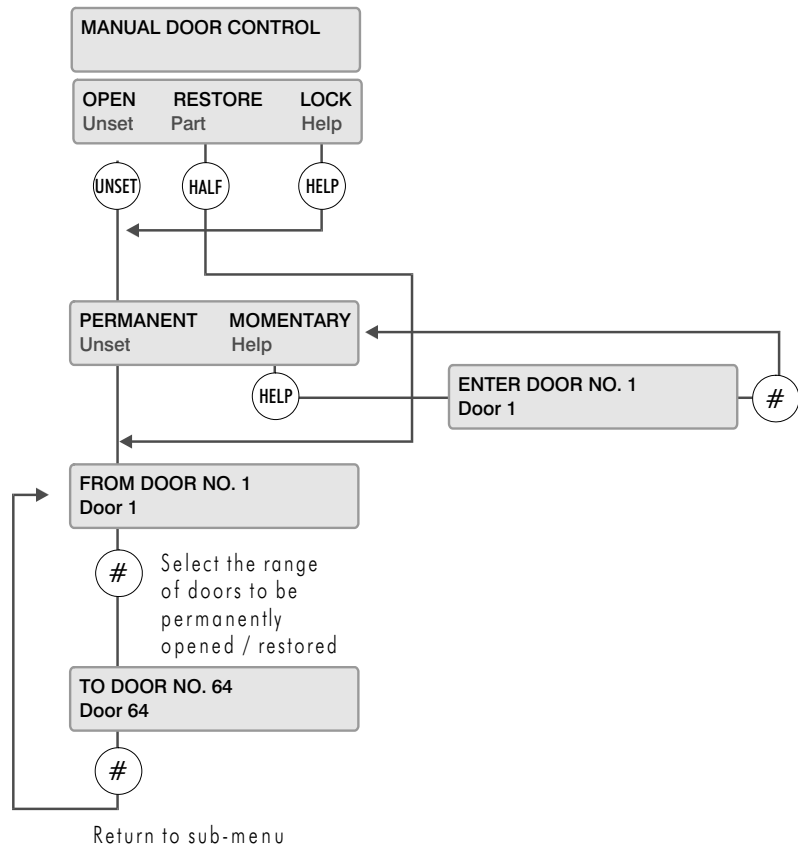 MANUAL DOOR CONTROL
OPEN RESTORE LOCK
Unset Part Help
UNSET HALF HELP
PERMANENT MOMENTARY
Unset Help
HELP
ENTER DOOR NO. 1
Door 1
#
FROM DOOR NO. 1
Door 1
#
Select the range
of doors to be
permanently
opened / restored
TO DOOR NO. 64
Door 64
#
Return to sub-menu